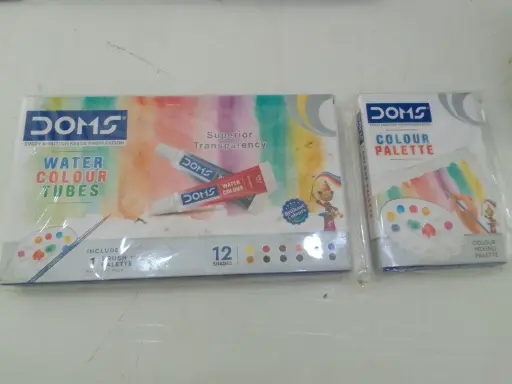 DOMS
WATER
COLOUR
TUBES
Superior
Transparency
DOMS
WATER
COLOUR
12
SHADES
DOMS
COLOUR
PALETTE
COLOUR
MIXING
PALETTE